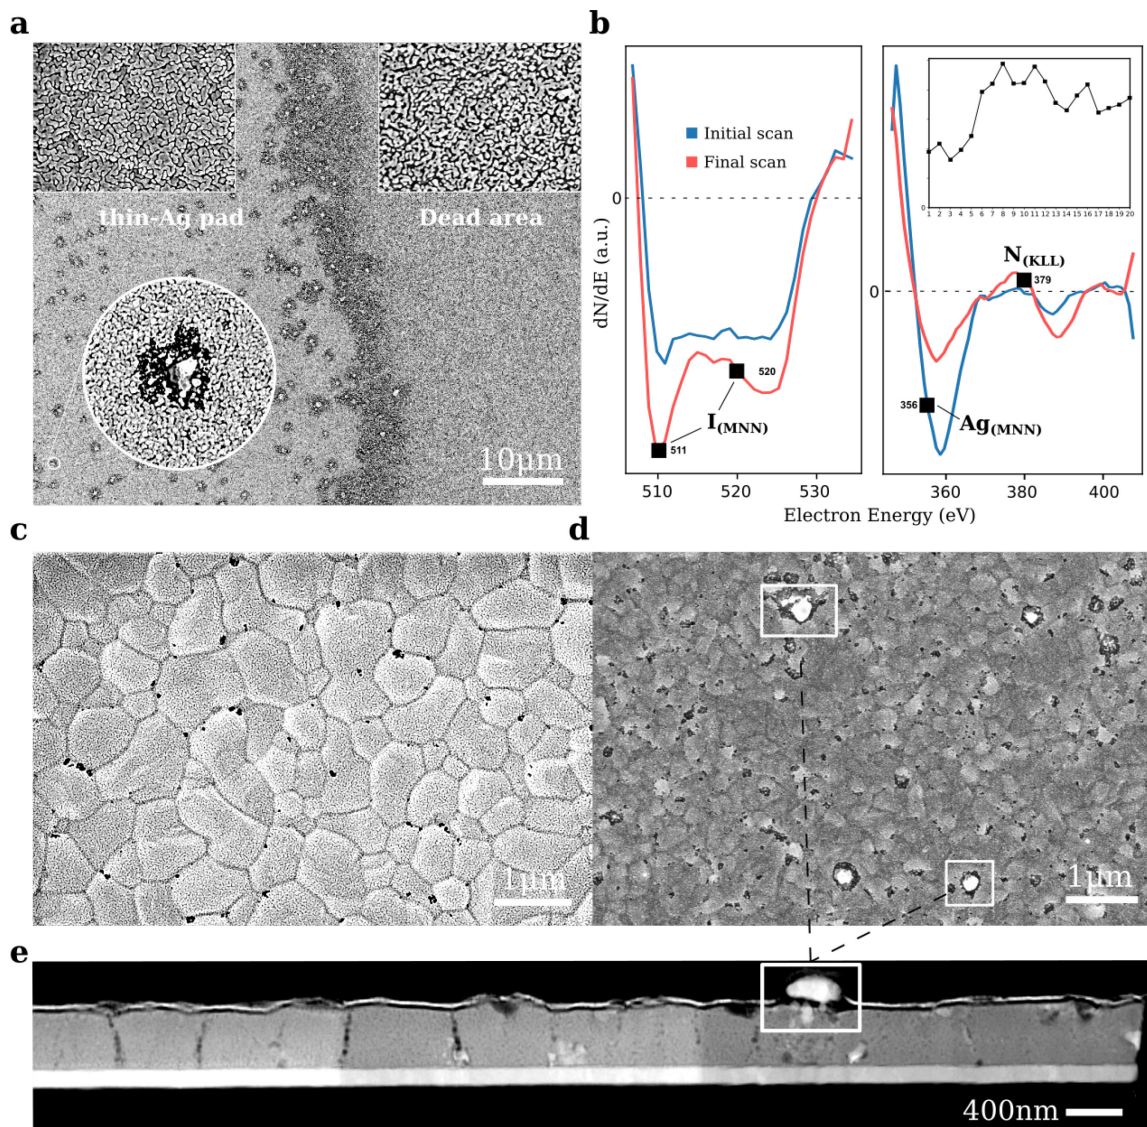 a
thin-Ag pad
Dead area
10μm
b
dN/dE (a.u.)
0
Initial scan
Final scan
I(MNN)
511
520
510
520
530
0
1 2 3 4 5 6 7 8 9 10 11 12 13 14 15 16 17 18 19 20
N(KLL)
379
356
Ag(MNN)
360
380
400
Electron Energy (eV)
c
1μm
d
1μm
e
400nm